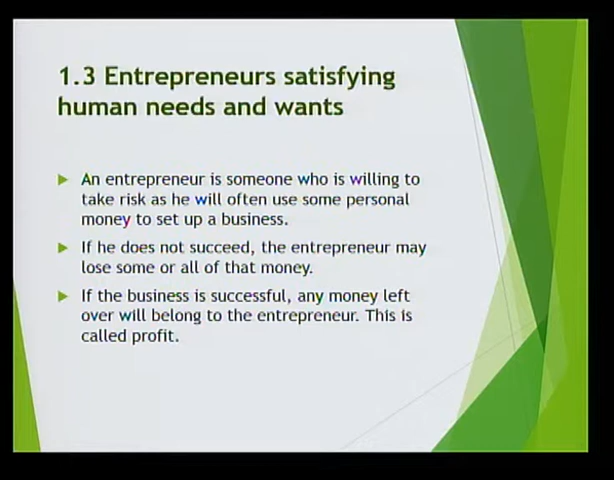 1.3 Entrepreneurs satisfying
human needs and wants
An entrepreneur is someone who is willing to
take risk as he will often use some personal
money to set up a business.
If he does not succeed, the entrepreneur may
lose some or all of that money.
If the business is successful, any money left
over will belong to the entrepreneur. This is
called profit.